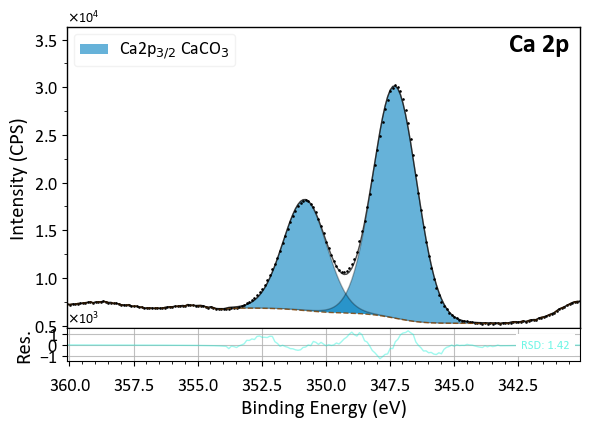 ×10⁴
Ca2p3/2 CaCO3
Ca 2p
3.5
3.0
2.5
2.0
1.5
1.0
0.5
Intensity (CPS)
×10³
1
0
−1
Res.
RSD: 1.42
360.0 357.5 355.0 352.5 350.0 347.5 345.0 342.5
Binding Energy (eV)